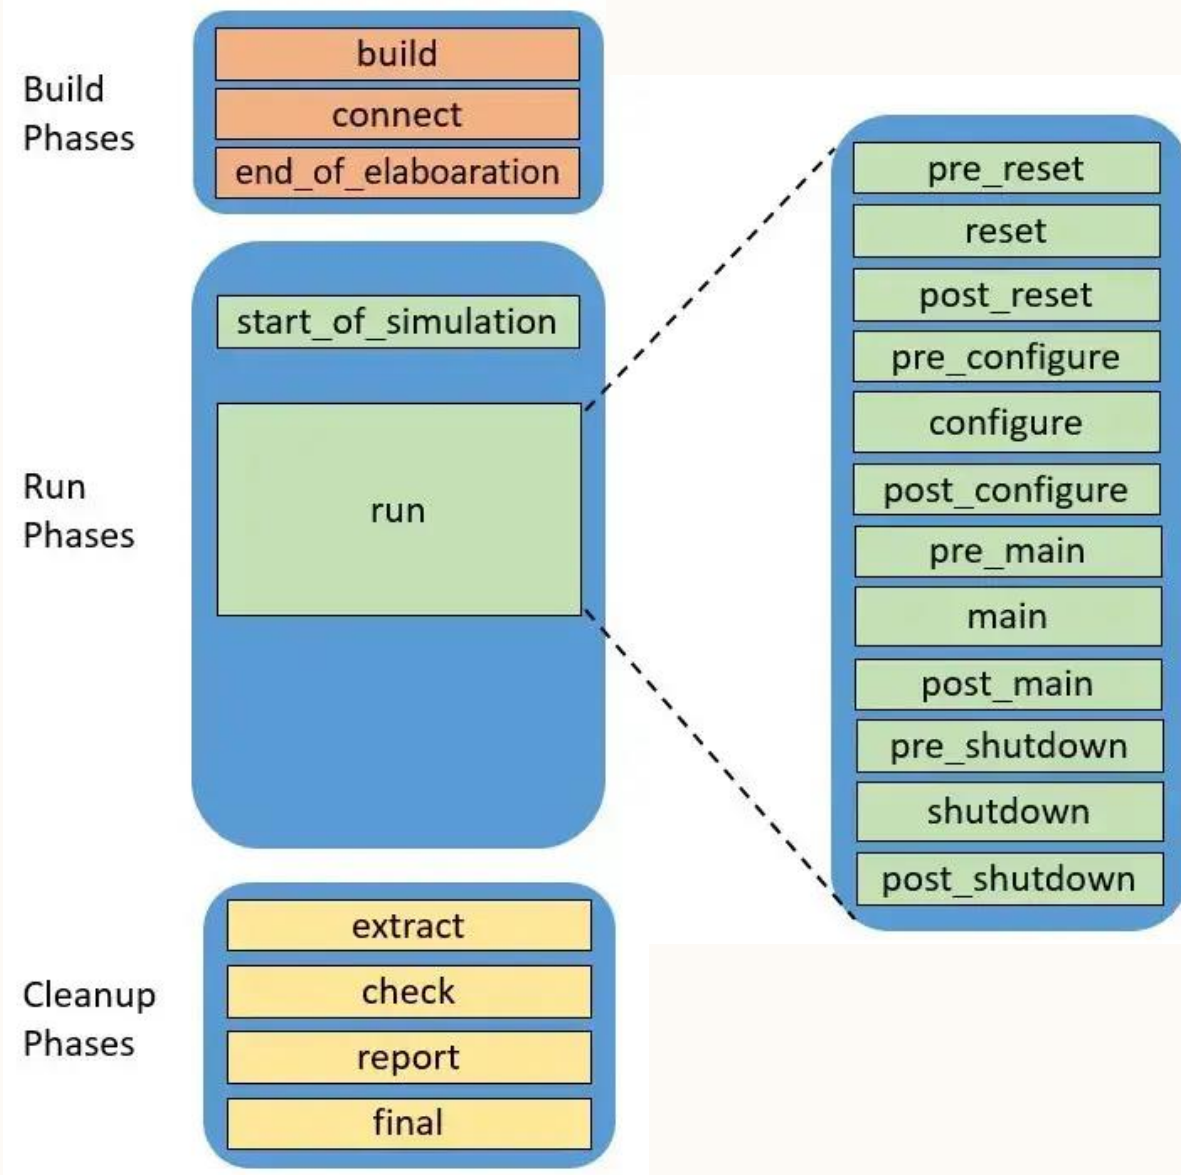 Build
Phases
build
connect
end_of_elaboaration
Run
Phases
start_of_simulation
run
pre_reset
reset
post_reset
pre_configure
configure
post_configure
pre_main
main
post_main
pre_shutdown
shutdown
post_shutdown
Cleanup
Phases
extract
check
report
final